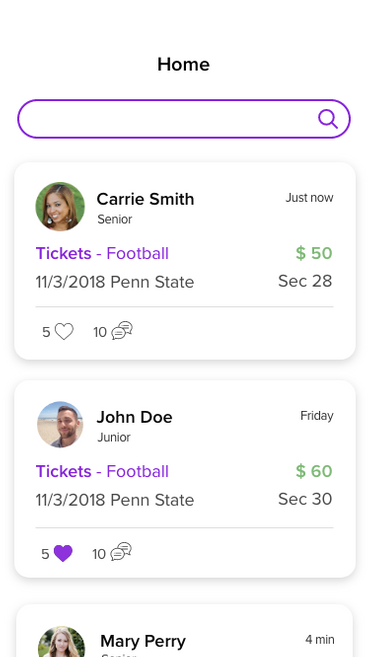 Home
Carrie Smith
Just now
Senior
Tickets - Football
$ 50
11/3/2018 Penn State
Sec 28
5
10
John Doe
Friday
Junior
Tickets - Football
$ 60
11/3/2018 Penn State
Sec 30
5
10
Mary Perry
4 min